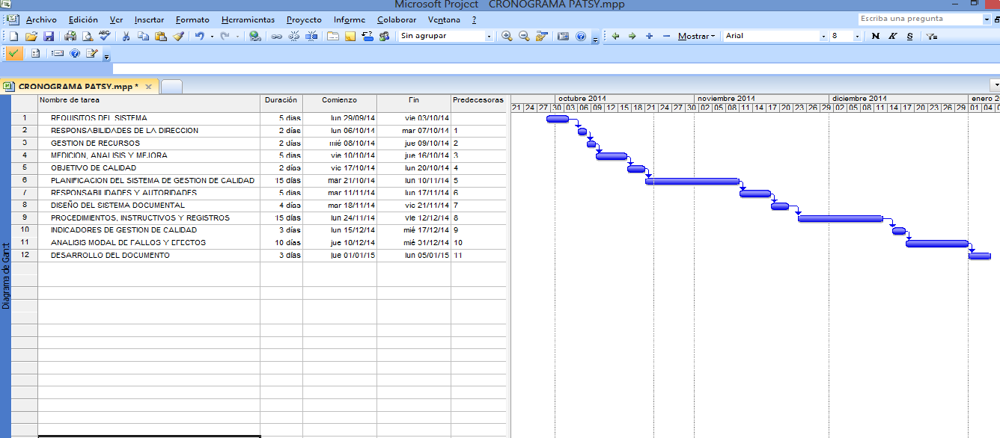 Microsoft Project CRONOGRAMA PATSY.mpp
Archivo Edición Ver Insertar Formato Herramientas Proyecto Informe Colaborar Ventana ?
Escriba una pregunta
Sin agrupar Mostrar Arial 8 N K S
CRONOGRAMA PATSY.mpp *
Nombre de tarea Duración Comienzo Fin Predecesoras
octubre 2014 noviembre 2014 diciembre 2014 enero 2
21 24 27 30 03 06 09 12 15 18 21 24 27 30 02 05 08 11 14 17 20 23 26 29 02 05 08 11 14 17 20 23 26 29 01 04 0
1 REQUISITOS DEL SISTEMA 5 días lun 29/09/14 vie 03/10/14
2 RESPONSABILIDADES DE LA DIRECCION 2 días lun 06/10/14 mar 07/10/14 1
3 GESTION DE RECURSOS 2 días mié 08/10/14 jue 09/10/14 2
4 MEDICION, ANALISIS Y MEJORA 5 días vie 10/10/14 jue 16/10/14 3
5 OBJETIVO DE CALIDAD 2 días vie 17/10/14 lun 20/10/14 4
6 PLANIFICACION DEL SISTEMA DE GESTION DE CALIDAD 15 días mar 21/10/14 lun 10/11/14 5
7 RESPONSABILIDADES Y AUTORIDADES 5 días mar 11/11/14 lun 17/11/14 6
8 DISEÑO DEL SISTEMA DOCUMENTAL 4 días mar 18/11/14 vie 21/11/14 7
9 PROCEDIMIENTOS, INSTRUCTIVOS Y REGISTROS 15 días lun 24/11/14 vie 12/12/14 8
10 INDICADORES DE GESTION DE CALIDAD 3 días lun 15/12/14 mié 17/12/14 9
11 ANALISIS MODAL DE FALLOS Y EFECTOS 10 días jue 18/12/14 mié 31/12/14 10
12 DESARROLLO DEL DOCUMENTO 3 días jue 01/01/15 lun 05/01/15 11
Diagrama de Gantt